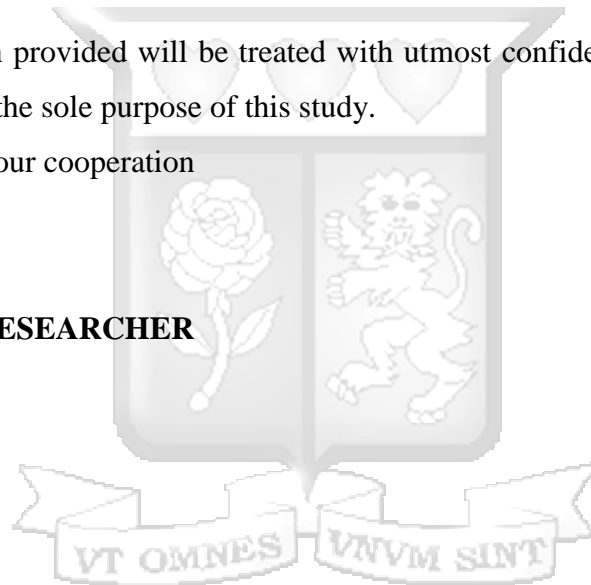 n provided will be treated with utmost confide
the sole purpose of this study.
our cooperation
ESEARCHER
VT OMNES VNVM SINT